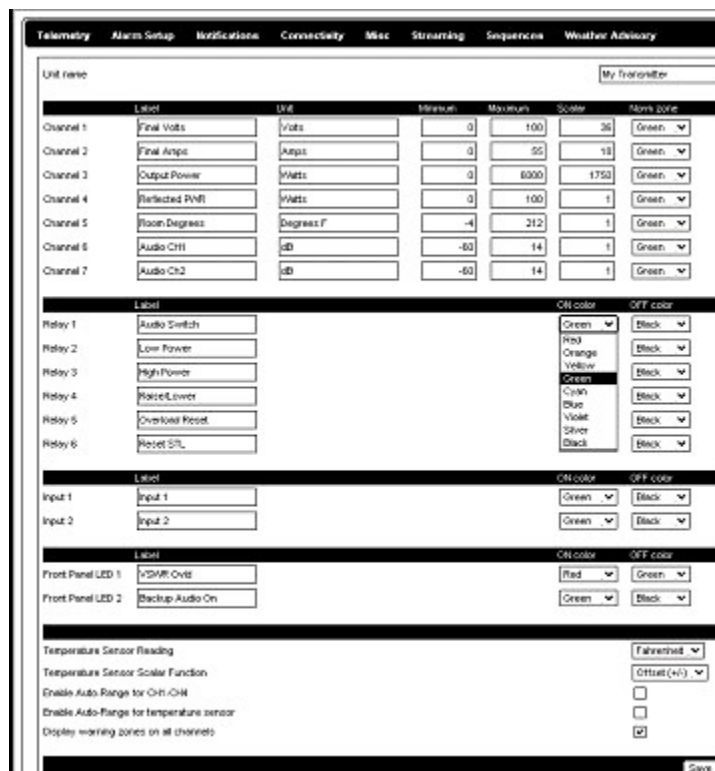 Telemetry Alarm Setup Notifications Connectivity Misc Streaming Sequences Weather Advisory
Unit name My Transmitter
Label Unit Minimum Maximum Scalar Norm zone
Channel 1 Final Volts Volts 0 100 36 Green
Channel 2 Final Amps Amps 0 55 18 Green
Channel 3 Output Power Watts 0 8000 1750 Green
Channel 4 Reflected PWR Watts 0 100 1 Green
Channel 5 Room Degrees Degrees F -4 212 1 Green
Channel 6 Audio CH1 dB -60 14 1 Green
Channel 7 Audio Ch2 dB -60 14 1 Green
Label ON color OFF color
Relay 1 Audio Switch Green Black
Red
Relay 2 Low Power Orange Black
Yellow
Relay 3 High Power Green Black
Cyan
Relay 4 Raise/Lower Blue Black
Violet
Relay 5 Overload Reset Silver Black
Relay 6 Reset STL Black Black
Label ON color OFF color
Input 1 Input 1 Green Black
Input 2 Input 2 Green Black
Label ON color OFF color
Front Panel LED 1 VSWR Ovld Red Green
Front Panel LED 2 Backup Audio On Green Black
Temperature Sensor Reading Fahrenheit
Temperature Sensor Scalar Function Offset (+/-)
Enable Auto-Range for CH1-CH4
Enable Auto-Range for temperature sensor
Display warning zones on all channels
Save